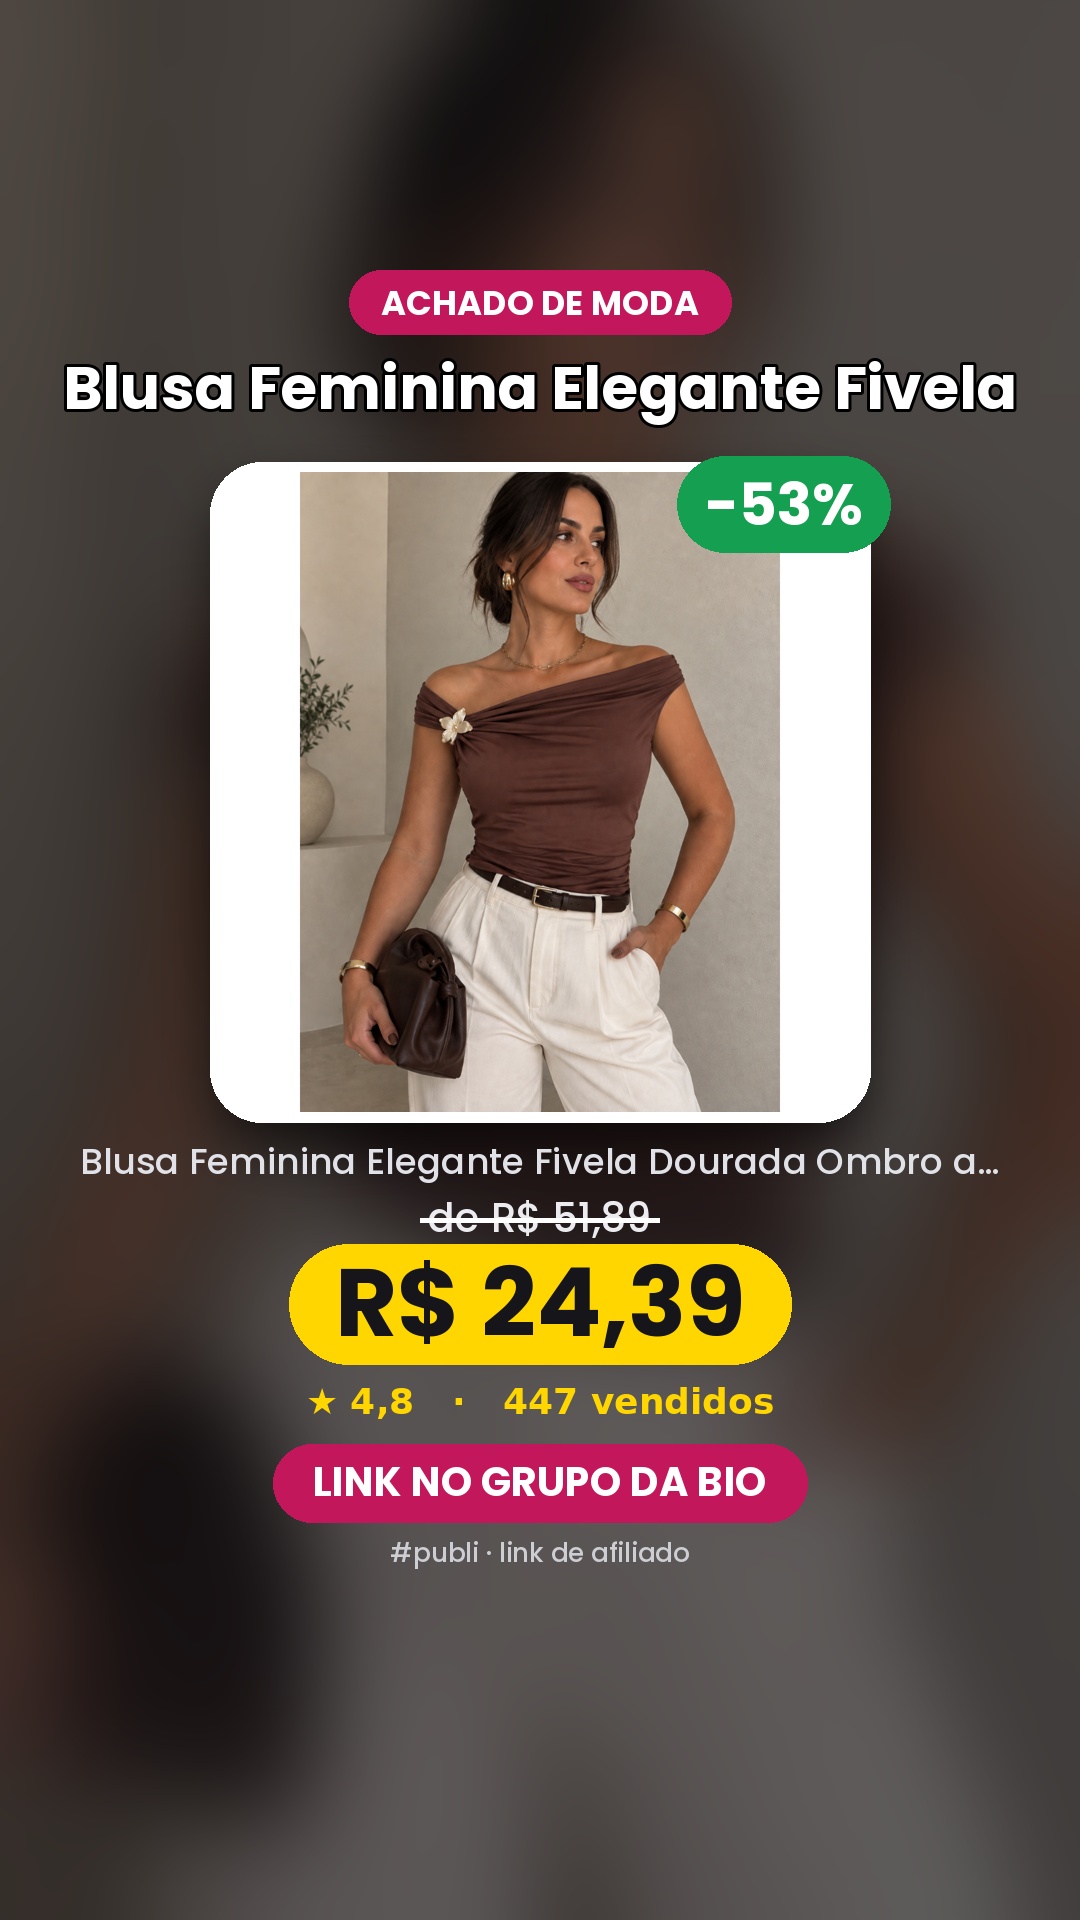 ACHADO DE MODA
Blusa Feminina Elegante Fivela
-53%
Blusa Feminina Elegante Fivela Dourada Ombro a...
de R$ 51,89
R$ 24,39
★ 4,8 · 447 vendidos
LINK NO GRUPO DA BIO
#publi · link de afiliado